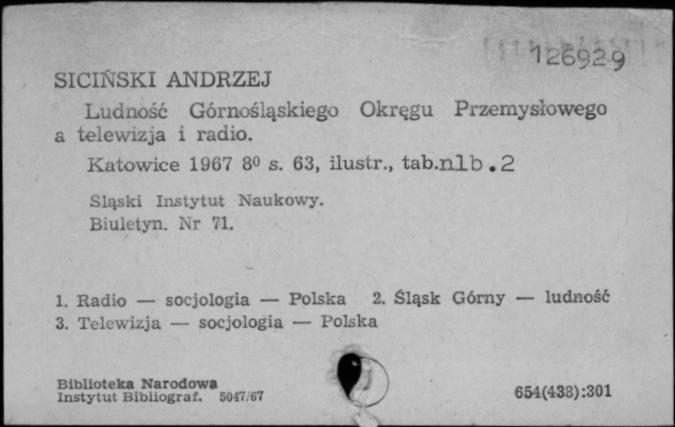 126929
SICIŃSKI ANDRZEJ
Ludność Górnośląskiego Okręgu Przemysłowego
a telewizja i radio.
Katowice 1967 8⁰ s. 63, ilustr., tab.nlb.2
Śląski Instytut Naukowy.
Biuletyn. Nr 71.
1. Radio — socjologia — Polska 2. Śląsk Górny — ludność
3. Telewizja — socjologia — Polska
Biblioteka Narodowa
Instytut Bibliograf. 5047/67
654(438):301